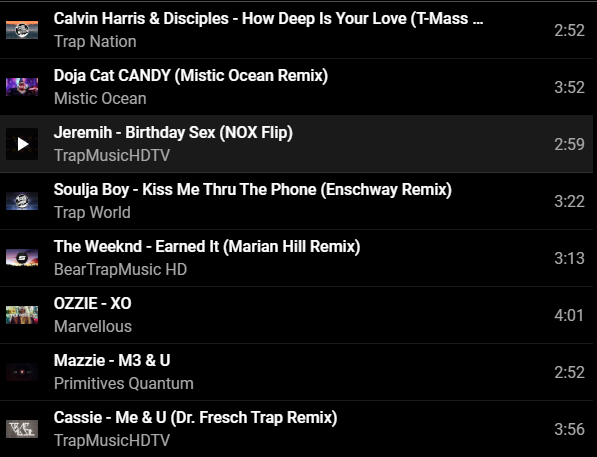 Calvin Harris & Disciples - How Deep Is Your Love (T-Mass ...
Trap Nation
2:52
Doja Cat CANDY (Mistic Ocean Remix)
Mistic Ocean
3:52
Jeremih - Birthday Sex (NOX Flip)
TrapMusicHDTV
2:59
Soulja Boy - Kiss Me Thru The Phone (Enschway Remix)
Trap World
3:22
The Weeknd - Earned It (Marian Hill Remix)
BearTrapMusic HD
3:13
OZZIE - XO
Marvellous
4:01
Mazzie - M3 & U
Primitives Quantum
2:52
Cassie - Me & U (Dr. Fresch Trap Remix)
TrapMusicHDTV
3:56